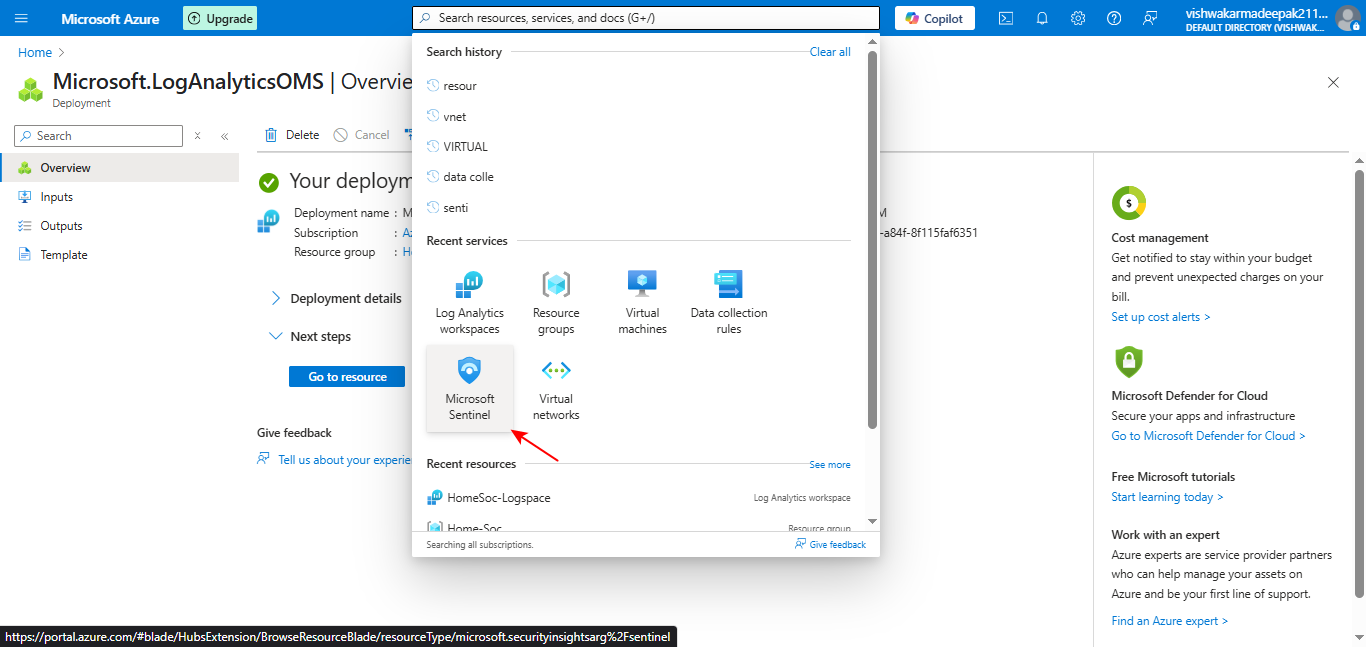 Microsoft Azure
Upgrade
Search resources, services, and docs (G+/)
Copilot
vishwakarmadeepak211...
DEFAULT DIRECTORY (VISHWAK...
Home
Microsoft.LogAnalyticsOMS | Overvie
Deployment
Search
Overview
Inputs
Outputs
Template
Delete
Cancel
Your deploym
Deployment name : M
Subscription : Az
Resource group : H
M
-a84f-8f115faf6351
Deployment details
Next steps
Go to resource
Give feedback
Tell us about your experie
Search history
Clear all
resour
vnet
VIRTUAL
data colle
senti
Recent services
Log Analytics
workspaces
Resource
groups
Virtual
machines
Data collection
rules
Microsoft
Sentinel
Virtual
networks
Recent resources
See more
HomeSoc-Logspace
Log Analytics workspace
Home-Soc
Resource group
Searching all subscriptions.
Give feedback
Cost management
Get notified to stay within your budget
and prevent unexpected charges on your
bill.
Set up cost alerts >
Microsoft Defender for Cloud
Secure your apps and infrastructure
Go to Microsoft Defender for Cloud >
Free Microsoft tutorials
Start learning today >
Work with an expert
Azure experts are service provider partners
who can help manage your assets on
Azure and be your first line of support.
Find an Azure expert >
https://portal.azure.com/#blade/HubsExtension/BrowseResourceBlade/resourceType/microsoft.securityinsightsarg%2Fsentinel